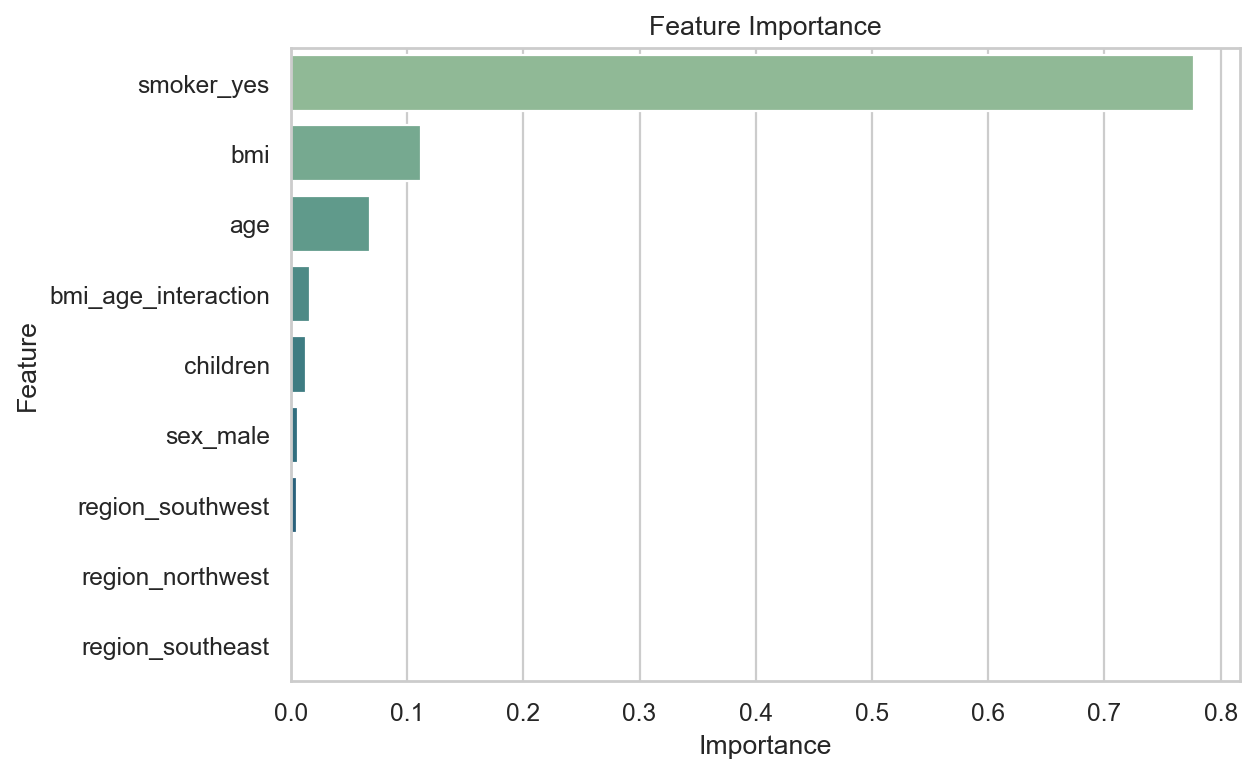 Feature Importance
smoker_yes
bmi
age
bmi_age_interaction
children
sex_male
region_southwest
region_northwest
region_southeast
Feature
0.0 0.1 0.2 0.3 0.4 0.5 0.6 0.7 0.8
Importance